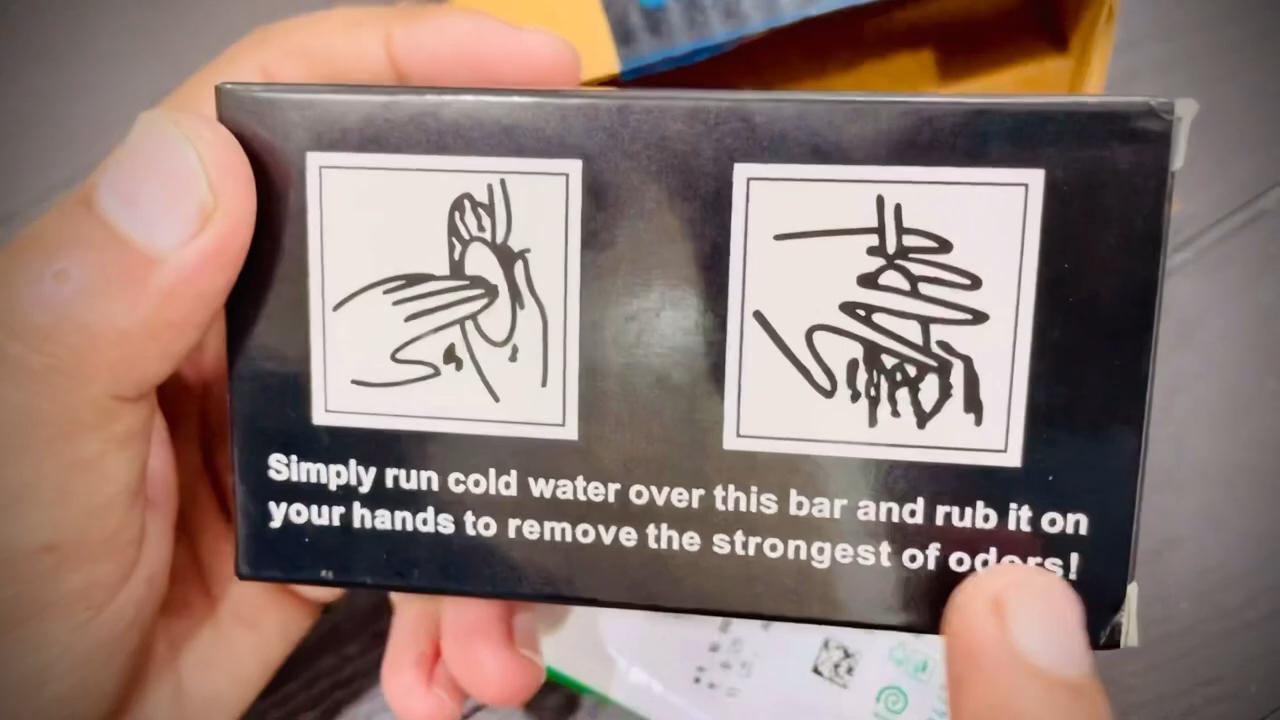 Simply run cold water over this bar and rub it on
your hands to remove the strongest of odors!